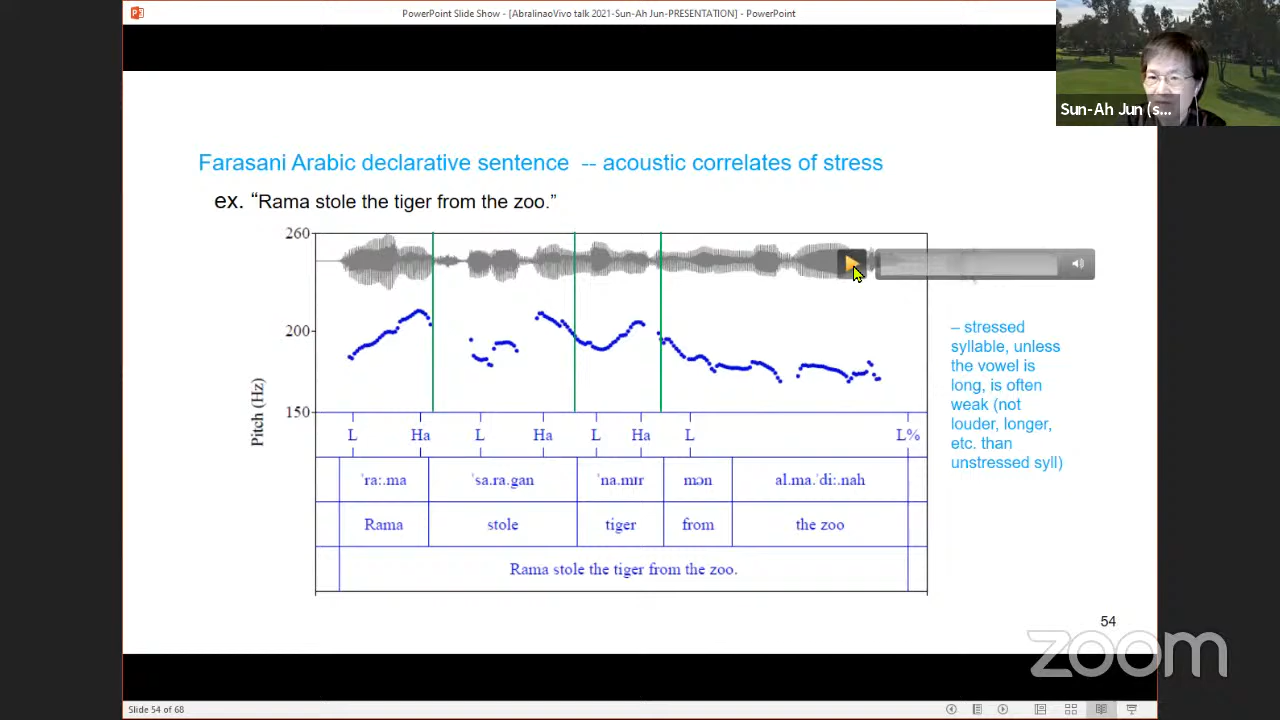 PowerPoint Slide Show - [AbralinaoVivo talk 2021-Sun-Ah Jun-PRESENTATION] - PowerPoint
Sun-Ah Jun (s...
Farasani Arabic declarative sentence -- acoustic correlates of stress
ex. “Rama stole the tiger from the zoo.”
260
200
150
Pitch (Hz)
– stressed
syllable, unless
the vowel is
long, is often
weak (not
louder, longer,
etc. than
unstressed syll)
L Ha L Ha L Ha L L%
ˈra:.ma ˈsa.ra.gan ˈna.mɪr mɔn al.ma.ˈdi:.nah
Rama stole tiger from the zoo
Rama stole the tiger from the zoo.
54
zoom
Slide 54 of 68